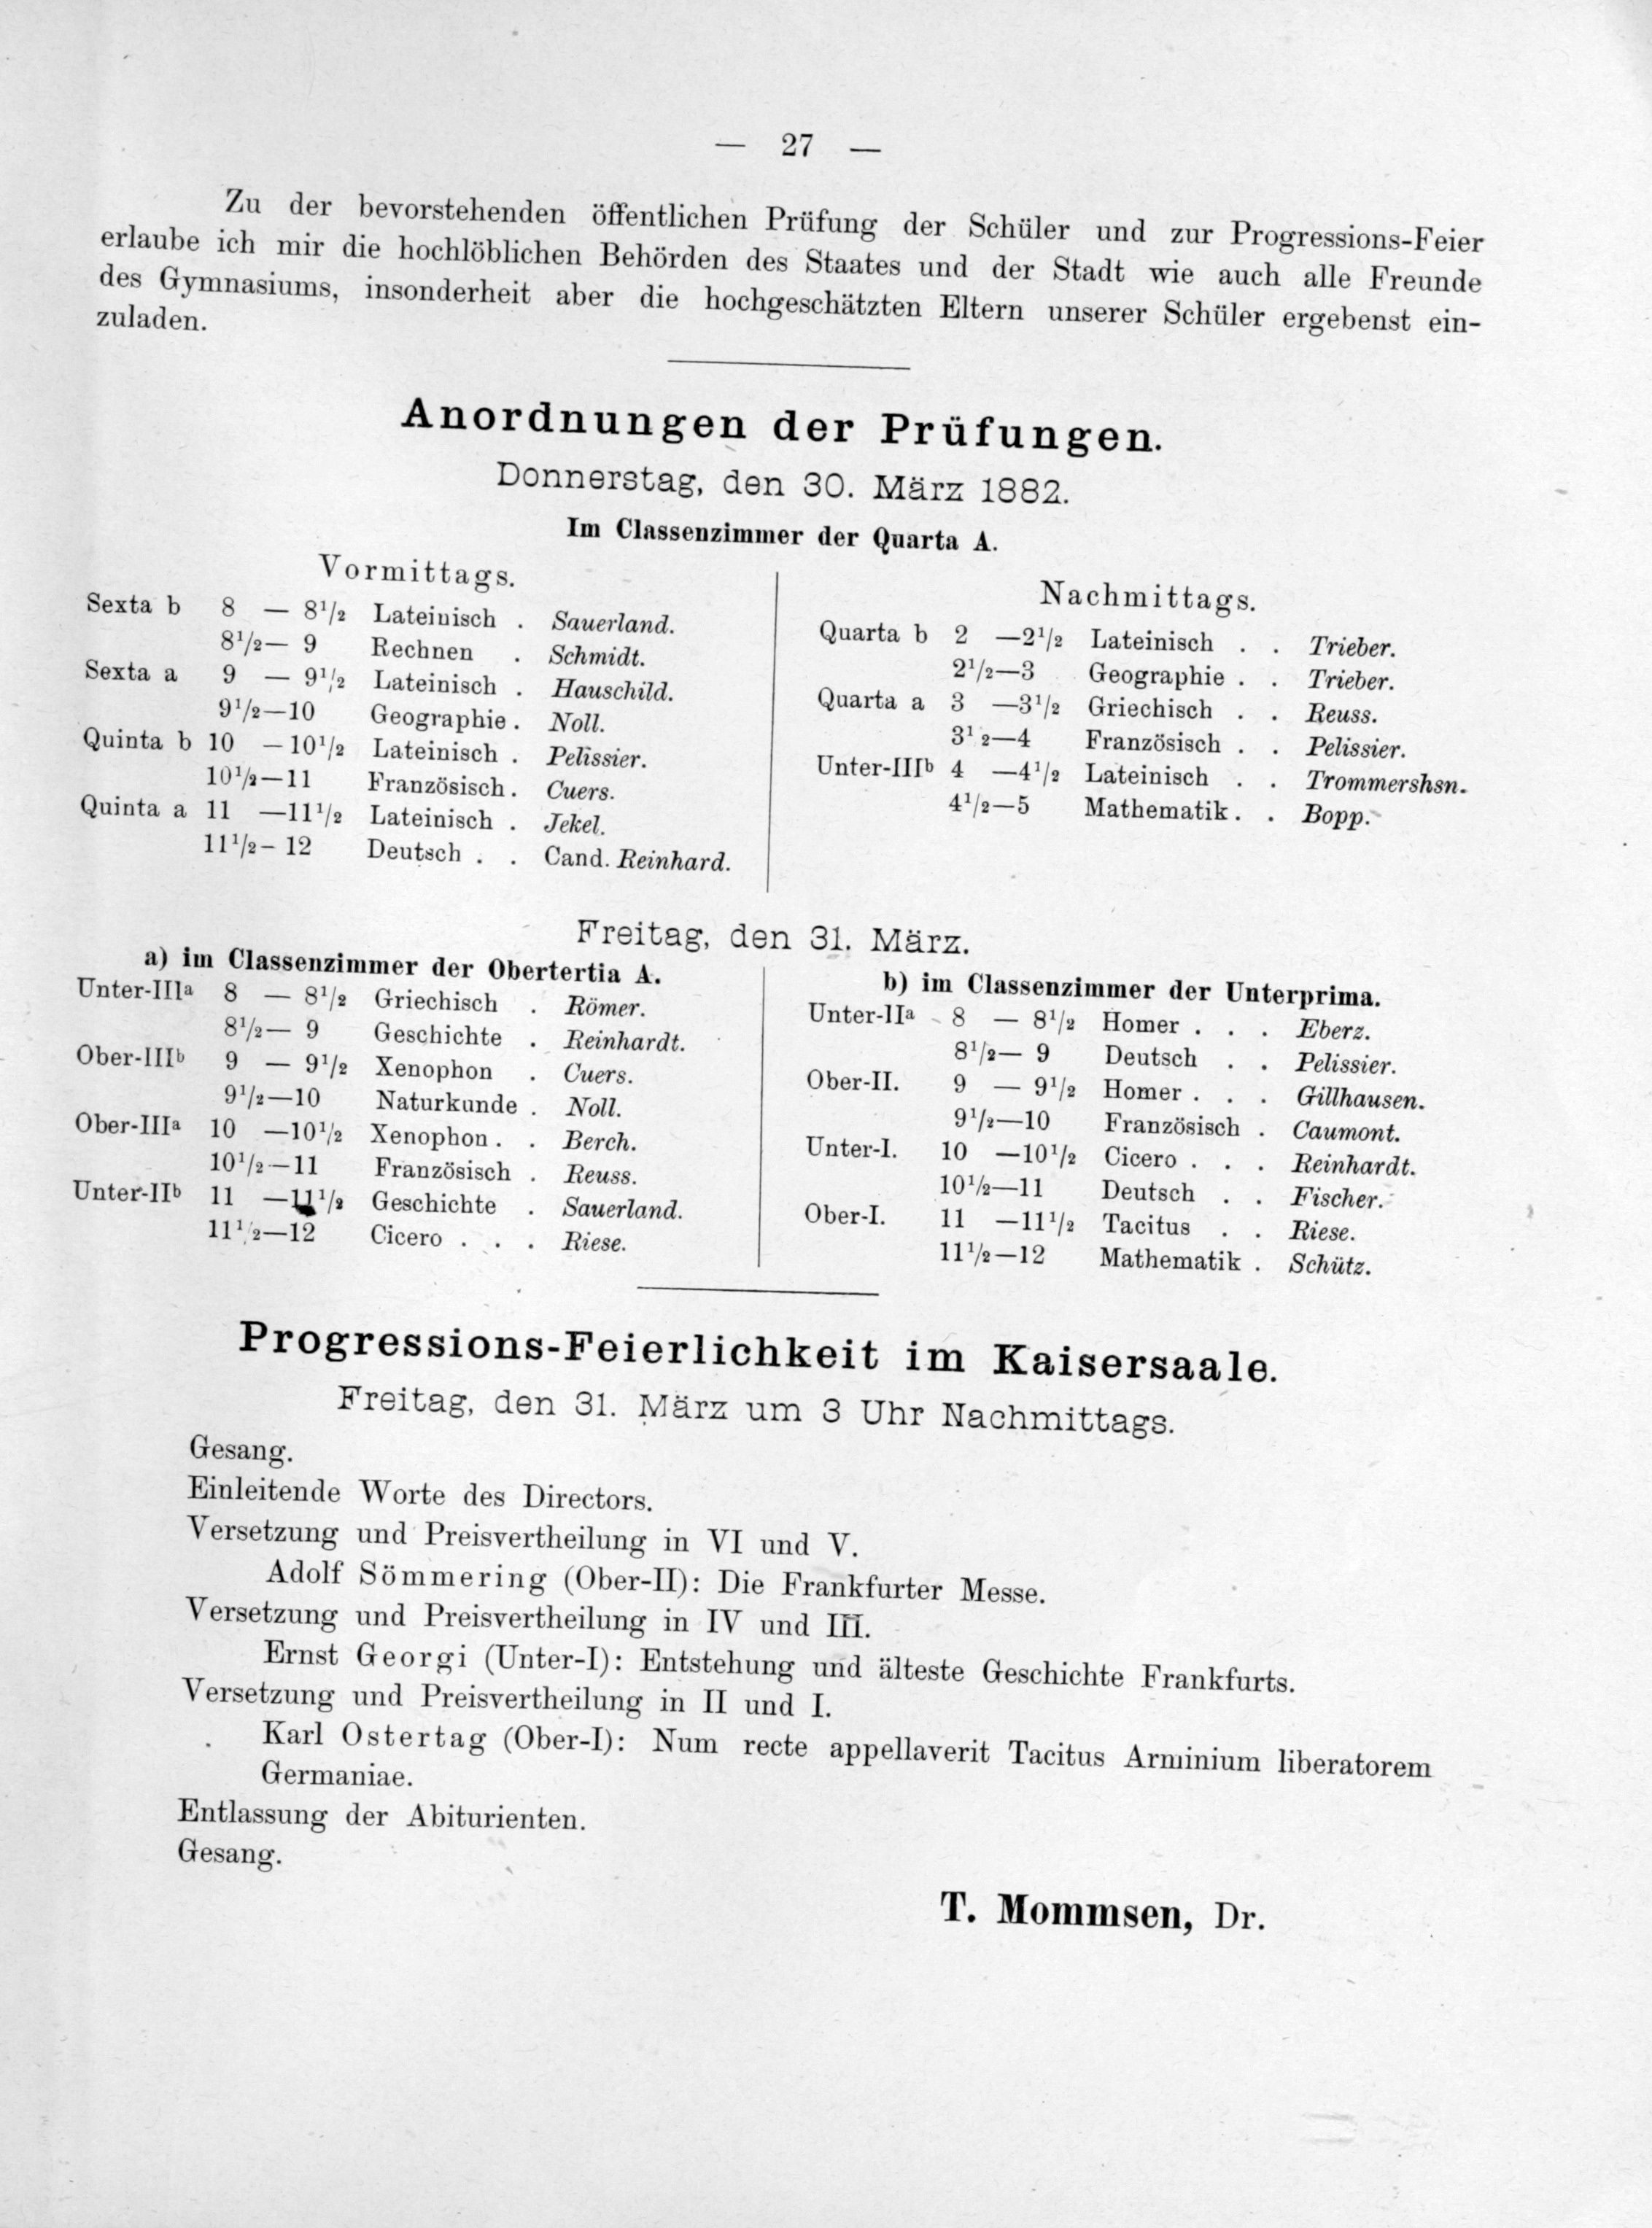 — 27 —
Zu der bevorstehenden öffentlichen Prüfung der Schüler und zur Progressions-Feier
erlaube ich mir die hochlöblichen Behörden des Staates und der Stadt wie auch alle Freunde
des Gymnasiums, insonderheit aber die hochgeschätzten Eltern unserer Schüler ergebenst ein-
zuladen.
Anordnungen der Prüfungen.
Donnerstag, den 30. März 1882.
Im Classenzimmer der Quarta A.
Vormittags.
Sexta b 8 — 8½ Lateinisch . Sauerland.
8½— 9 Rechnen . Schmidt.
Sexta a 9 — 9½ Lateinisch . Hauschild.
9½—10 Geographie . Noll.
Quinta b 10 —10½ Lateinisch . Pelissier.
10½—11 Französisch . Cuers.
Quinta a 11 —11½ Lateinisch . Jekel.
11½– 12 Deutsch . . Cand. Reinhard.
Nachmittags.
Quarta b 2 —2½ Lateinisch . . Trieber.
2½—3 Geographie . . Trieber.
Quarta a 3 —3½ Griechisch . . Reuss.
3½—4 Französisch . . Pelissier.
Unter-IIIb 4 —4½ Lateinisch . . Trommershsn.
4½—5 Mathematik . . Bopp.
Freitag, den 31. März.
a) im Classenzimmer der Obertertia A.
Unter-IIIa 8 — 8½ Griechisch . Römer.
8½— 9 Geschichte . Reinhardt.
Ober-IIIb 9 — 9½ Xenophon . Cuers.
9½—10 Naturkunde . Noll.
Ober-IIIa 10 —10½ Xenophon . . Berch.
10½—11 Französisch . Reuss.
Unter-IIb 11 —11½ Geschichte . Sauerland.
11½—12 Cicero . . . Riese.
b) im Classenzimmer der Unterprima.
Unter-IIa 8 — 8½ Homer . . . Eberz.
8½— 9 Deutsch . . Pelissier.
Ober-II. 9 — 9½ Homer . . . Gillhausen.
9½—10 Französisch . Caumont.
Unter-I. 10 —10½ Cicero . . . Reinhardt.
10½—11 Deutsch . . Fischer.
Ober-I. 11 —11½ Tacitus . . Riese.
11½—12 Mathematik . Schütz.
Progressions-Feierlichkeit im Kaisersaale.
Freitag, den 31. März um 3 Uhr Nachmittags.
Gesang.
Einleitende Worte des Directors.
Versetzung und Preisvertheilung in VI und V.
Adolf Sömmering (Ober-II): Die Frankfurter Messe.
Versetzung und Preisvertheilung in IV und III.
Ernst Georgi (Unter-I): Entstehung und älteste Geschichte Frankfurts.
Versetzung und Preisvertheilung in II und I.
Karl Ostertag (Ober-I): Num recte appellaverit Tacitus Arminium liberatorem
Germaniae.
Entlassung der Abiturienten.
Gesang.
T. Mommsen, Dr.